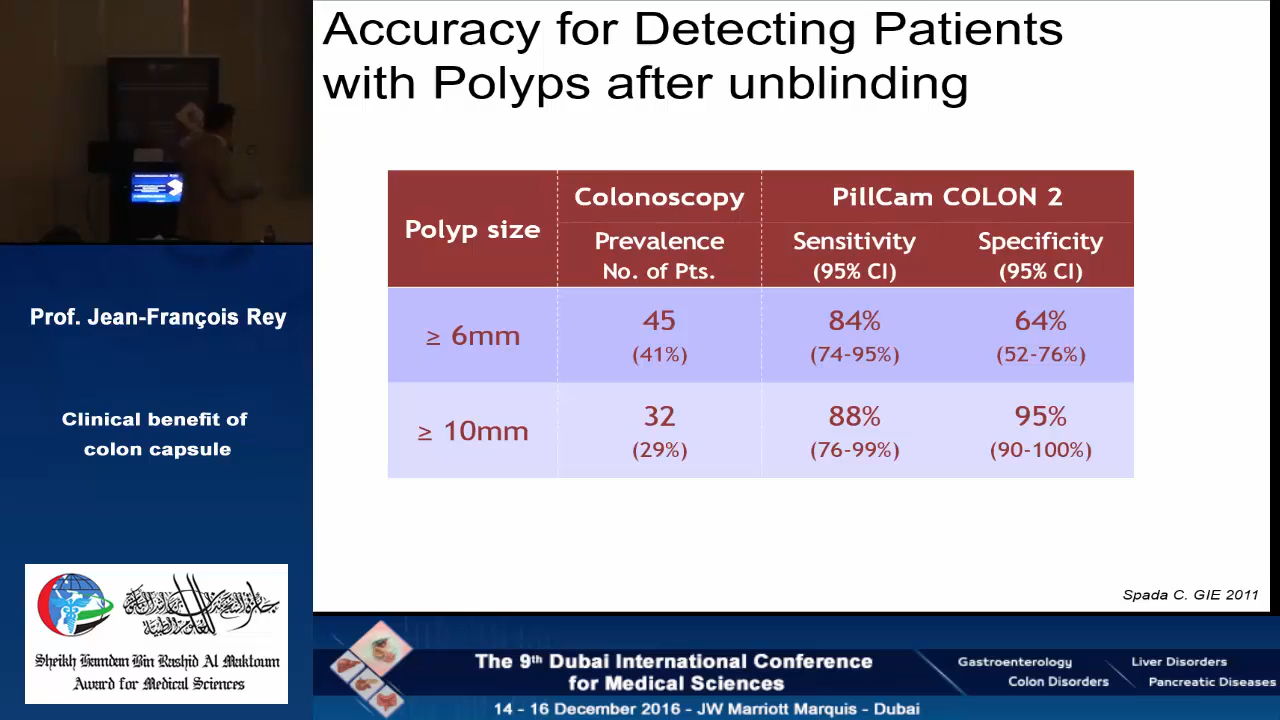 Accuracy for Detecting Patients
with Polyps after unblinding
Polyp size
Colonoscopy
PillCam COLON 2
Prevalence
No. of Pts.
Sensitivity
(95% CI)
Specificity
(95% CI)
≥ 6mm
45
(41%)
84%
(74-95%)
64%
(52-76%)
≥ 10mm
32
(29%)
88%
(76-99%)
95%
(90-100%)
Spada C. GIE 2011
Prof. Jean-François Rey
Clinical benefit of
colon capsule
Sheikh Hamdan Bin Rashid Al Maktoum
Award for Medical Sciences
The 9th Dubai International Conference
for Medical Sciences
14 - 16 December 2016 - JW Marriott Marquis - Dubai
Gastroenterology
Liver Disorders
Colon Disorders
Pancreatic Diseases